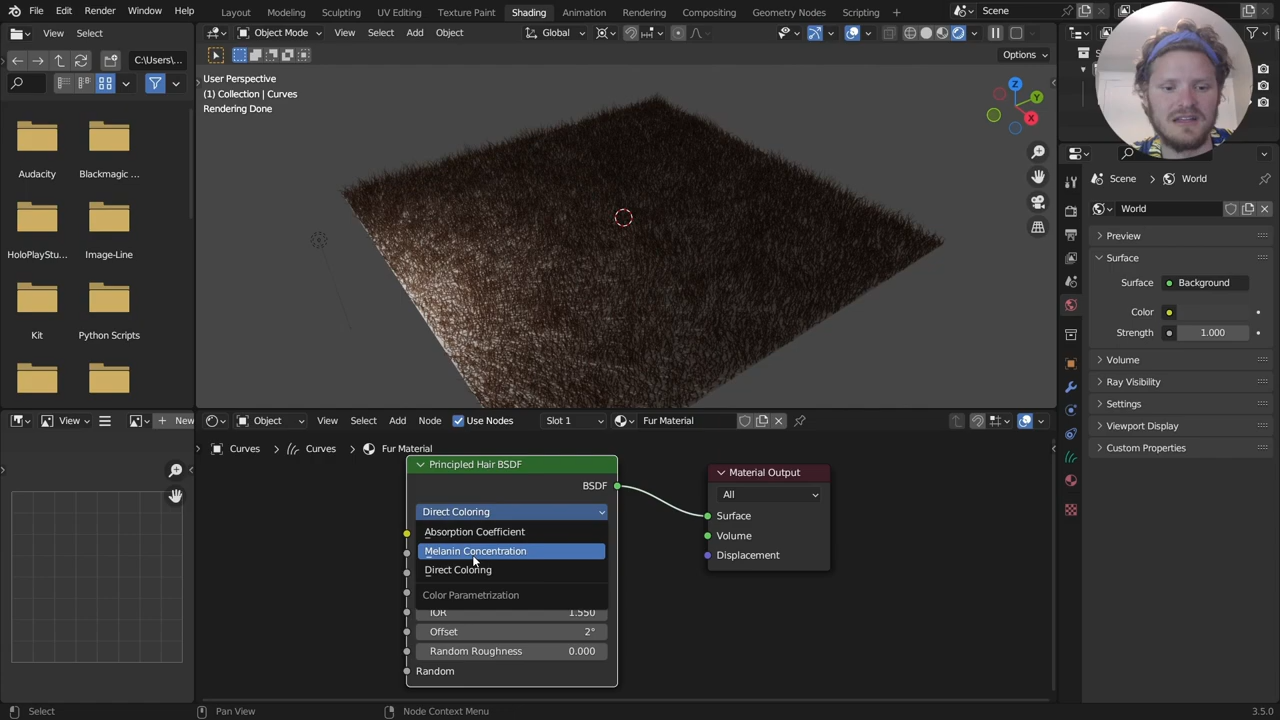 File Edit Render Window Help Layout Modeling Sculpting UV Editing Texture Paint Shading Animation Rendering Compositing Geometry Nodes Scripting Scene
View Select C:\Users\...
Object Mode View Select Add Object Global Options
User Perspective
(1) Collection | Curves
Rendering Done
Z
Y
X
Audacity Blackmagic ...
HoloPlayStu... Image-Line
Kit Python Scripts
Scene World
World
Preview
Surface
Surface Background
Color
Strength 1.000
Volume
Ray Visibility
Settings
Viewport Display
Custom Properties
View New
Object View Select Add Node Use Nodes Slot 1 Fur Material
Curves Curves Fur Material
Principled Hair BSDF
BSDF
Direct Coloring
Absorption Coefficient
Melanin Concentration
Direct Coloring
Color Parametrization
IOR 1.550
Offset 2°
Random Roughness 0.000
Random
Material Output
All
Surface
Volume
Displacement
Select Pan View Node Context Menu 3.5.0